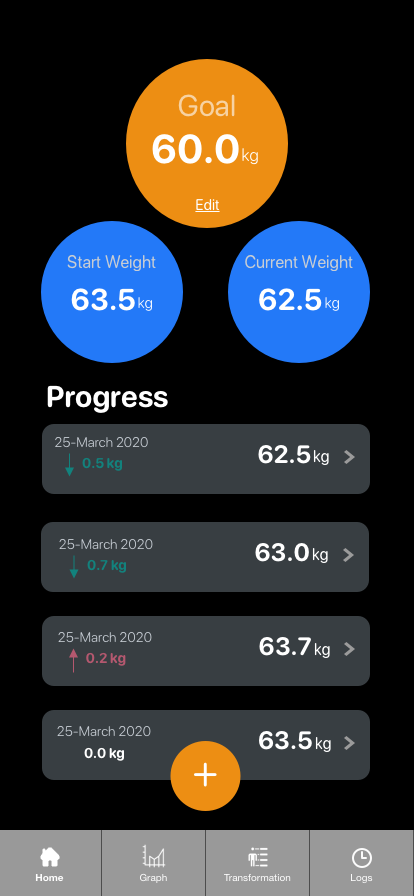 Goal
60.0kg
Edit
Start Weight
63.5kg
Current Weight
62.5kg
Progress
25-March 2020
0.5 kg
62.5kg
25-March 2020
0.7 kg
63.0kg
25-March 2020
0.2 kg
63.7kg
25-March 2020
0.0 kg
63.5kg
Home
Graph
Transformation
Logs